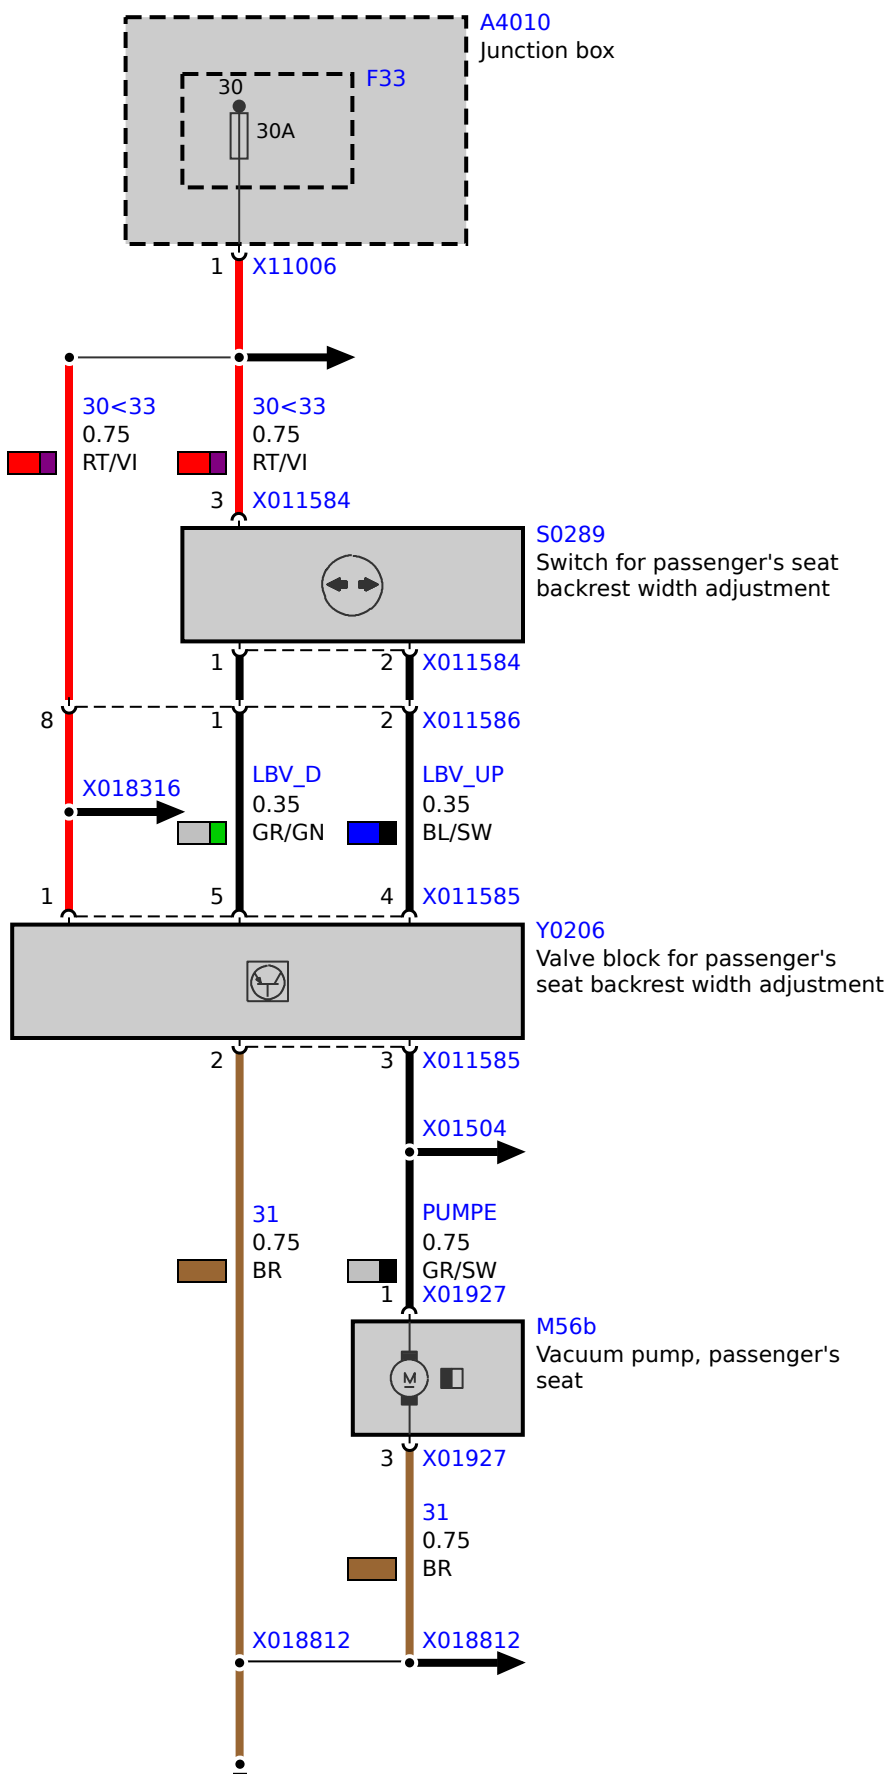 A4010
Junction box
F33
30
30A
1 X11006
30<33
0.75
RT/VI
30<33
0.75
RT/VI
3 X011584
S0289
Switch for passenger's seat
backrest width adjustment
1 2 X011584
8 1 2 X011586
X018316
LBV_D
0.35
GR/GN
LBV_UP
0.35
BL/SW
1 5 4 X011585
Y0206
Valve block for passenger's
seat backrest width adjustment
2 3 X011585
X01504
31
0.75
BR
PUMPE
0.75
GR/SW
1 X01927
M56b
Vacuum pump, passenger's
seat
M
3 X01927
31
0.75
BR
X018812 X018812